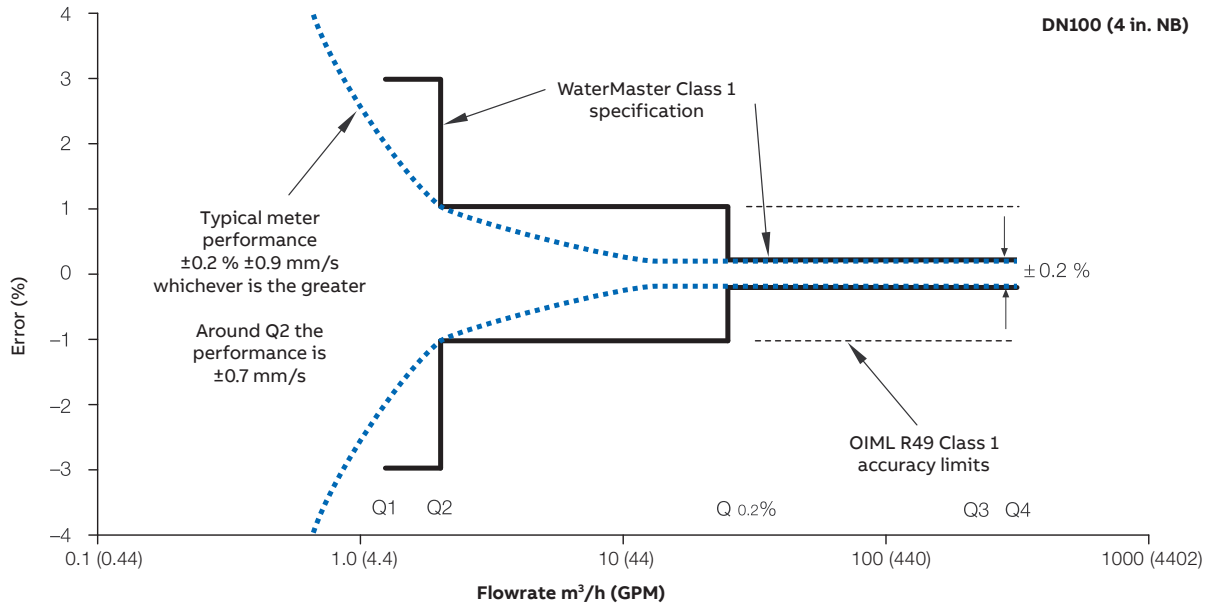 DN100 (4 in. NB)
4
3
2
1
0
–1
–2
–3
–4
Error (%)
WaterMaster Class 1
specification
Typical meter
performance
±0.2 % ±0.9 mm/s
whichever is the greater
Around Q2 the
performance is
±0.7 mm/s
± 0.2 %
OIML R49 Class 1
accuracy limits
Q1 Q2 Q 0.2% Q3 Q4
0.1 (0.44) 1.0 (4.4) 10 (44) 100 (440) 1000 (4402)
Flowrate m³/h (GPM)